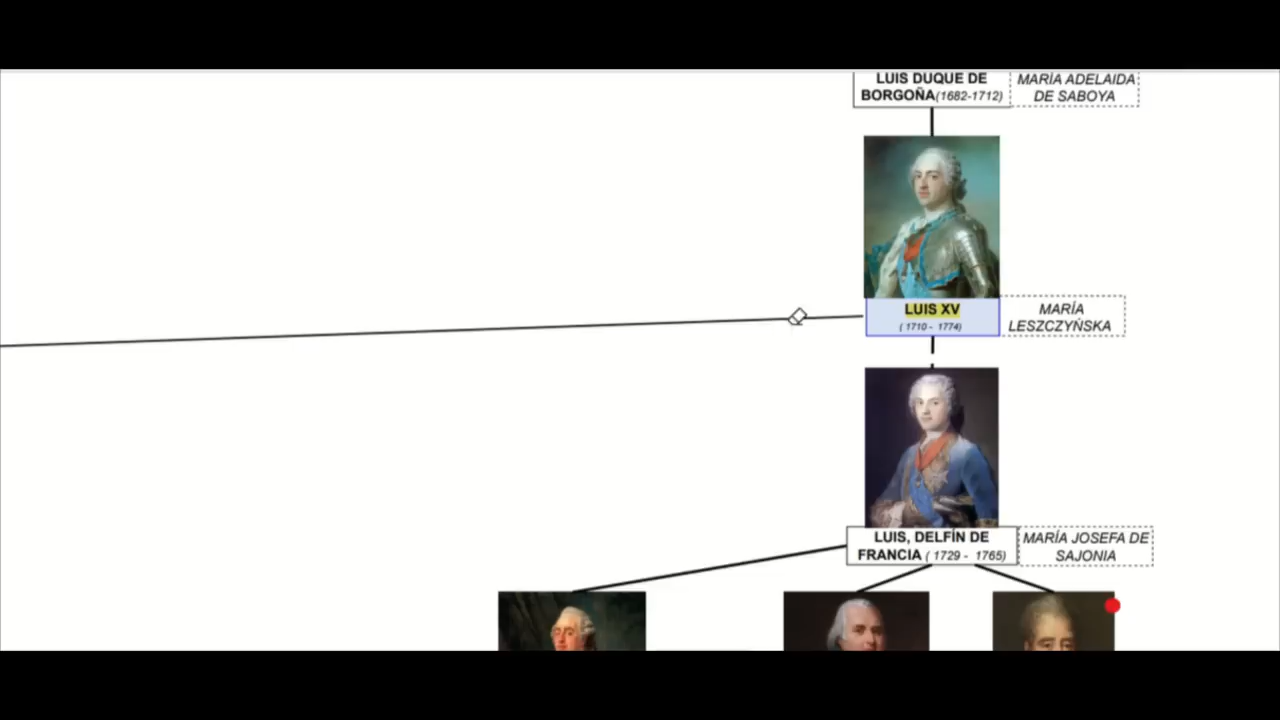 LUIS DUQUE DE
BORGOÑA(1682-1712)
MARÍA ADELAIDA
DE SABOYA
LUIS XV
( 1710 - 1774)
MARÍA
LESZCZYŃSKA
LUIS, DELFÍN DE
FRANCIA ( 1729 - 1765)
MARÍA JOSEFA DE
SAJONIA